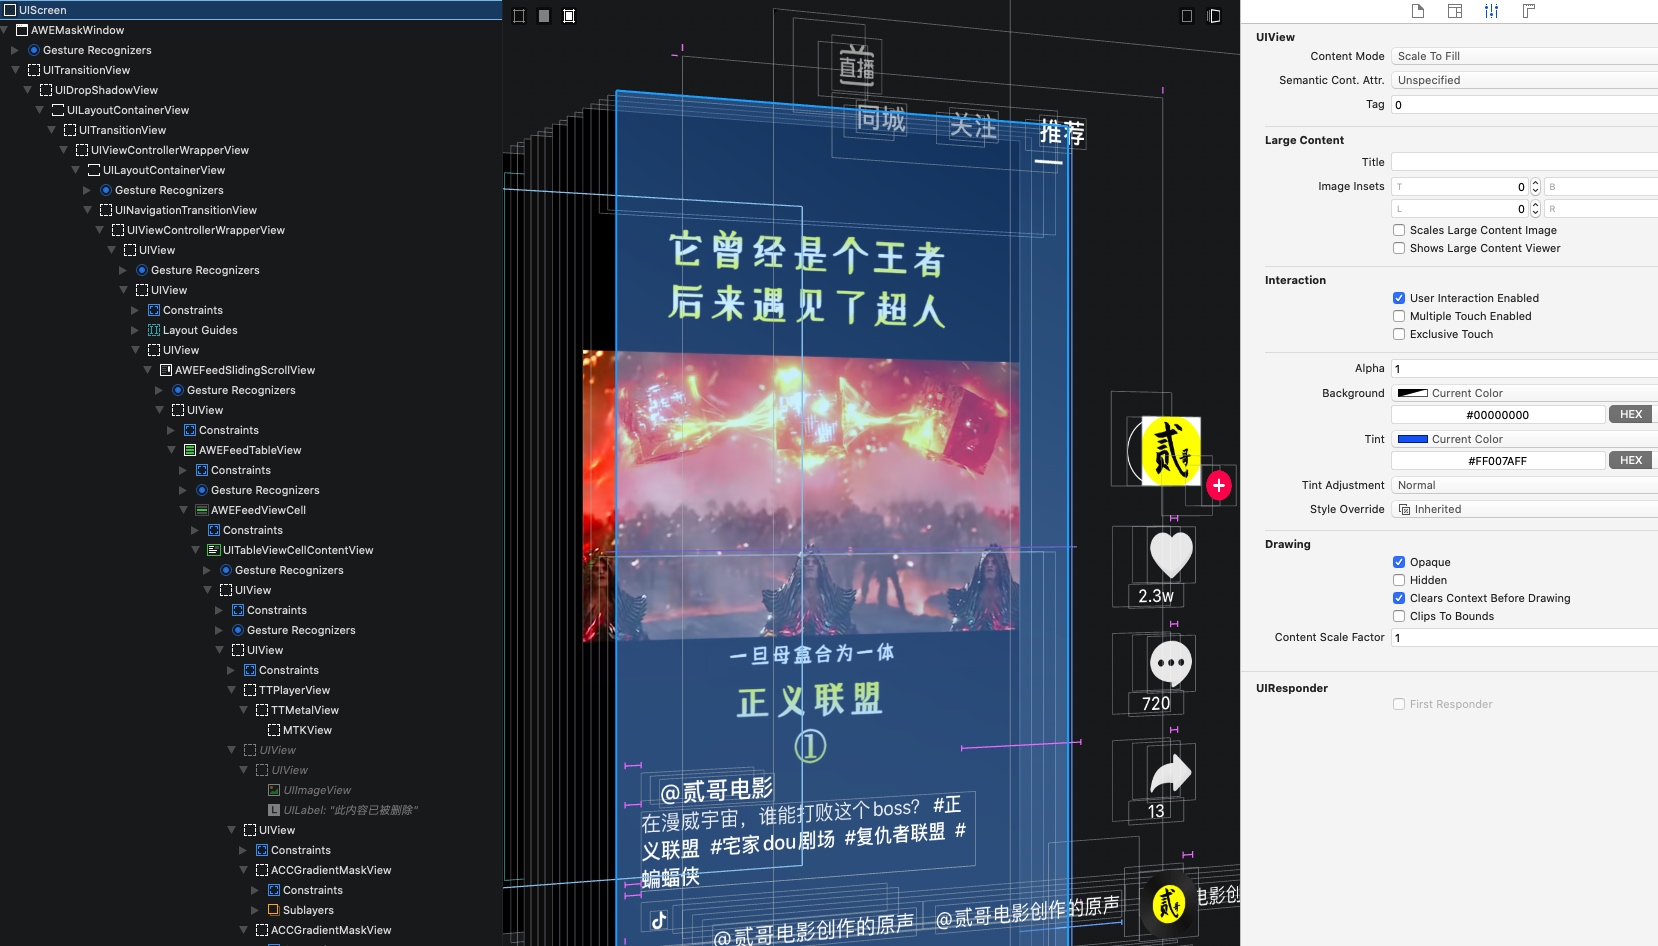 UIScreen
AWEMaskWindow
Gesture Recognizers
UITransitionView
UIDropShadowView
UILayoutContainerView
UITransitionView
UIViewControllerWrapperView
UILayoutContainerView
Gesture Recognizers
UINavigationTransitionView
UIViewControllerWrapperView
UIView
Gesture Recognizers
UIView
Constraints
Layout Guides
UIView
AWEFeedSlidingScrollView
Gesture Recognizers
UIView
Constraints
AWEFeedTableView
Constraints
Gesture Recognizers
AWEFeedViewCell
Constraints
UITableViewCellContentView
Gesture Recognizers
UIView
Constraints
Gesture Recognizers
UIView
Constraints
TTPlayerView
TTMetalView
MTKView
UIView
UIView
UIImageView
L UILabel: "此内容已被删除"
UIView
Constraints
ACCGradientMaskView
Constraints
Sublayers
ACCGradientMaskView
直播
同城 关注 推荐
它曾经是个王者
后来遇见了超人
一旦母盒合为一体
正义联盟
①
贰哥
2.3w
720
13
@贰哥电影
在漫威宇宙，谁能打败这个boss？ #正
义联盟 #宅家dou剧场 #复仇者联盟 #
蝙蝠侠
@贰哥电影创作的原声 @贰哥电影创作的原声
贰哥
电影创
UIView
Content Mode Scale To Fill
Semantic Cont. Attr. Unspecified
Tag 0
Large Content
Title
Image Insets T 0 B
L 0 R
Scales Large Content Image
Shows Large Content Viewer
Interaction
User Interaction Enabled
Multiple Touch Enabled
Exclusive Touch
Alpha 1
Background Current Color
#00000000 HEX
Tint Current Color
#FF007AFF HEX
Tint Adjustment Normal
Style Override Inherited
Drawing
Opaque
Hidden
Clears Context Before Drawing
Clips To Bounds
Content Scale Factor 1
UIResponder
First Responder